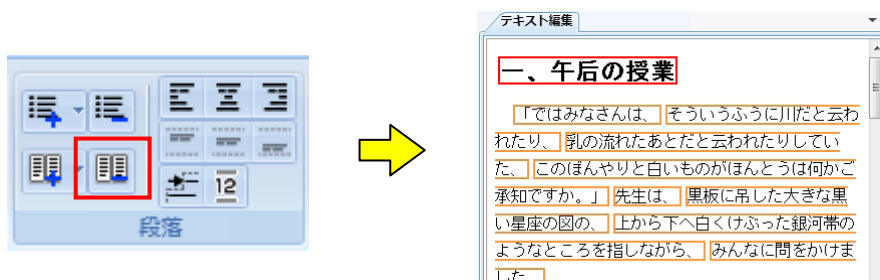 12
段落
テキスト編集
一、午后の授業
「ではみなさんは、そういうふうに川だと云わ
れたり、乳の流れたあとだと云われたりしてい
た、このぼんやりと白いものがほんとうは何かご
承知ですか。」先生は、黒板に吊した大きな黒
い星座の図の、上から下へ白くけぶった銀河帯の
ようなところを指しながら、みんなに問をかけま
した。